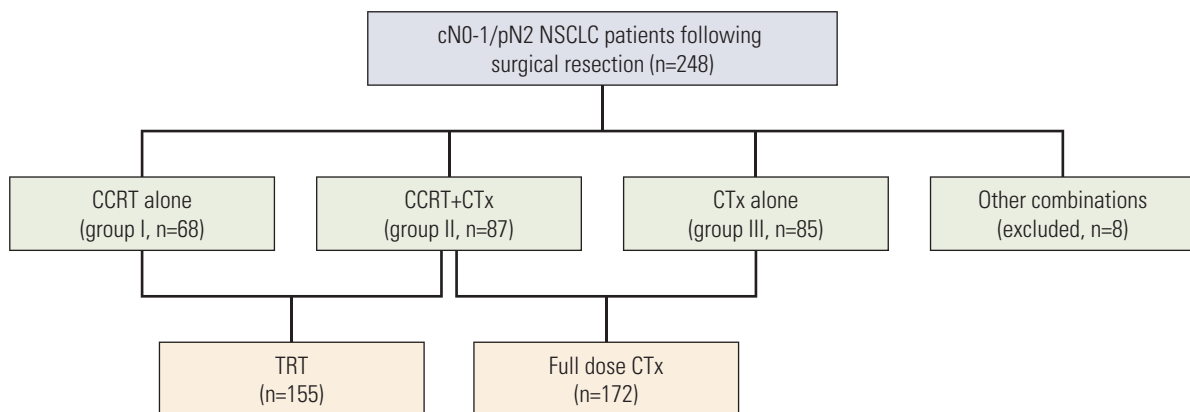 cN0-1/pN2 NSCLC patients following
surgical resection (n=248)
CCRT alone
(group I, n=68)
CCRT+CTx
(group II, n=87)
CTx alone
(group III, n=85)
Other combinations
(excluded, n=8)
TRT
(n=155)
Full dose CTx
(n=172)